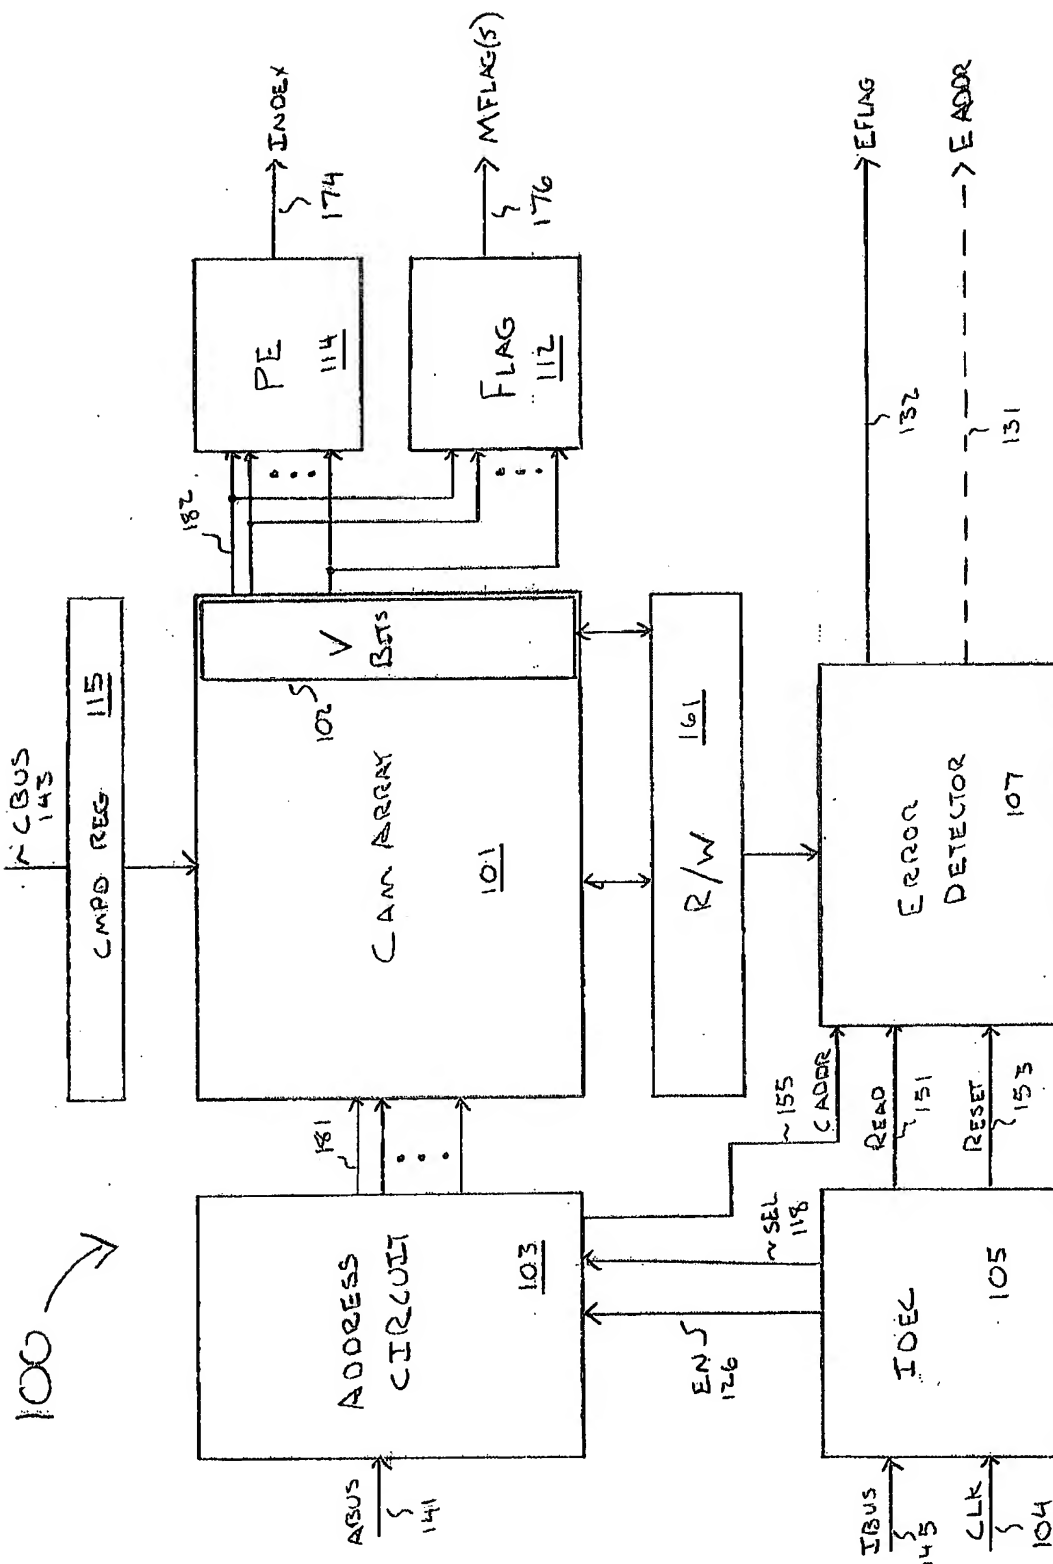 100
~CBUS
143
CMPD REG 115
ABUS
141
ADDRESS
CIRCUIT
103
181
CAM ARRAY
101
V
BITS
102
182
PE
114
INDEX
174
FLAG
112
MFLAG(S)
176
R/W 161
EN
126
~SEL
118
~155
CADDR
READ
151
RESET
153
IBUS
145
CLK
104
IDEC
105
ERROR
DETECTOR
107
EFLAG
132
EADDR
131